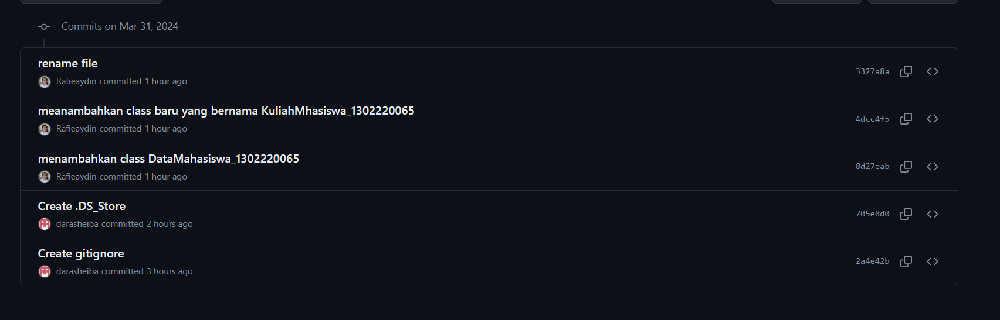 Commits on Mar 31, 2024
rename file
Rafieaydin committed 1 hour ago
3327a8a
meanambahkan class baru yang bernama KuliahMhasiswa_1302220065
Rafieaydin committed 1 hour ago
4dcc4f5
menambahkan class DataMahasiswa_1302220065
Rafieaydin committed 1 hour ago
8d27eab
Create .DS_Store
darasheiba committed 2 hours ago
705e8d0
Create gitignore
darasheiba committed 3 hours ago
2a4e42b